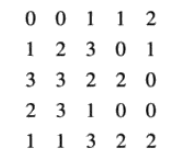 0 0 1 1 2
1 2 3 0 1
3 3 2 2 0
2 3 1 0 0
1 1 3 2 2